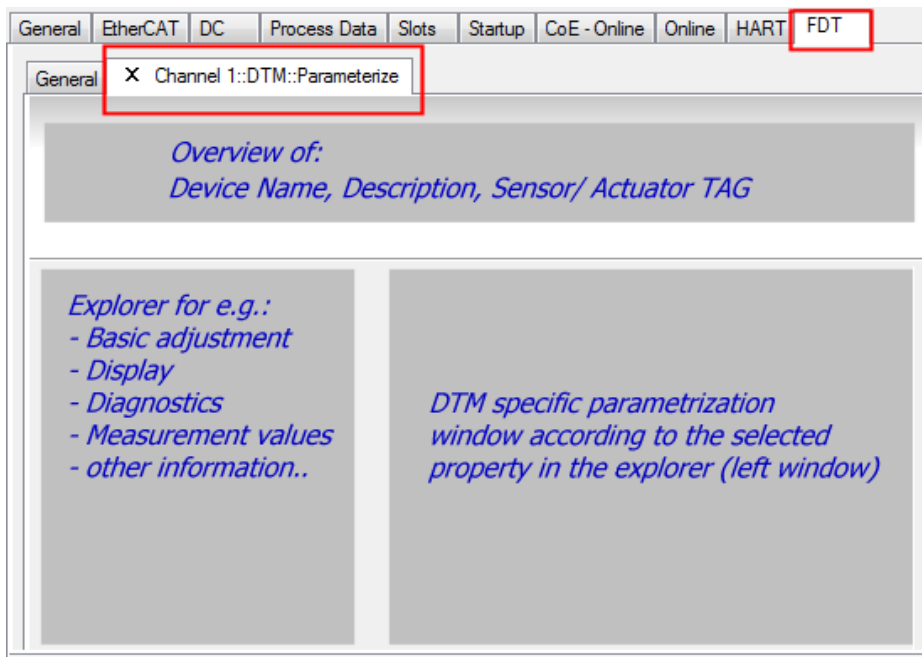 General EtherCAT DC Process Data Slots Startup CoE - Online Online HART FDT
General X Channel 1::DTM::Parameterize
Overview of:
Device Name, Description, Sensor/ Actuator TAG
Explorer for e.g.:
- Basic adjustment
- Display
- Diagnostics
- Measurement values
- other information..
DTM specific parametrization
window according to the selected
property in the explorer (left window)